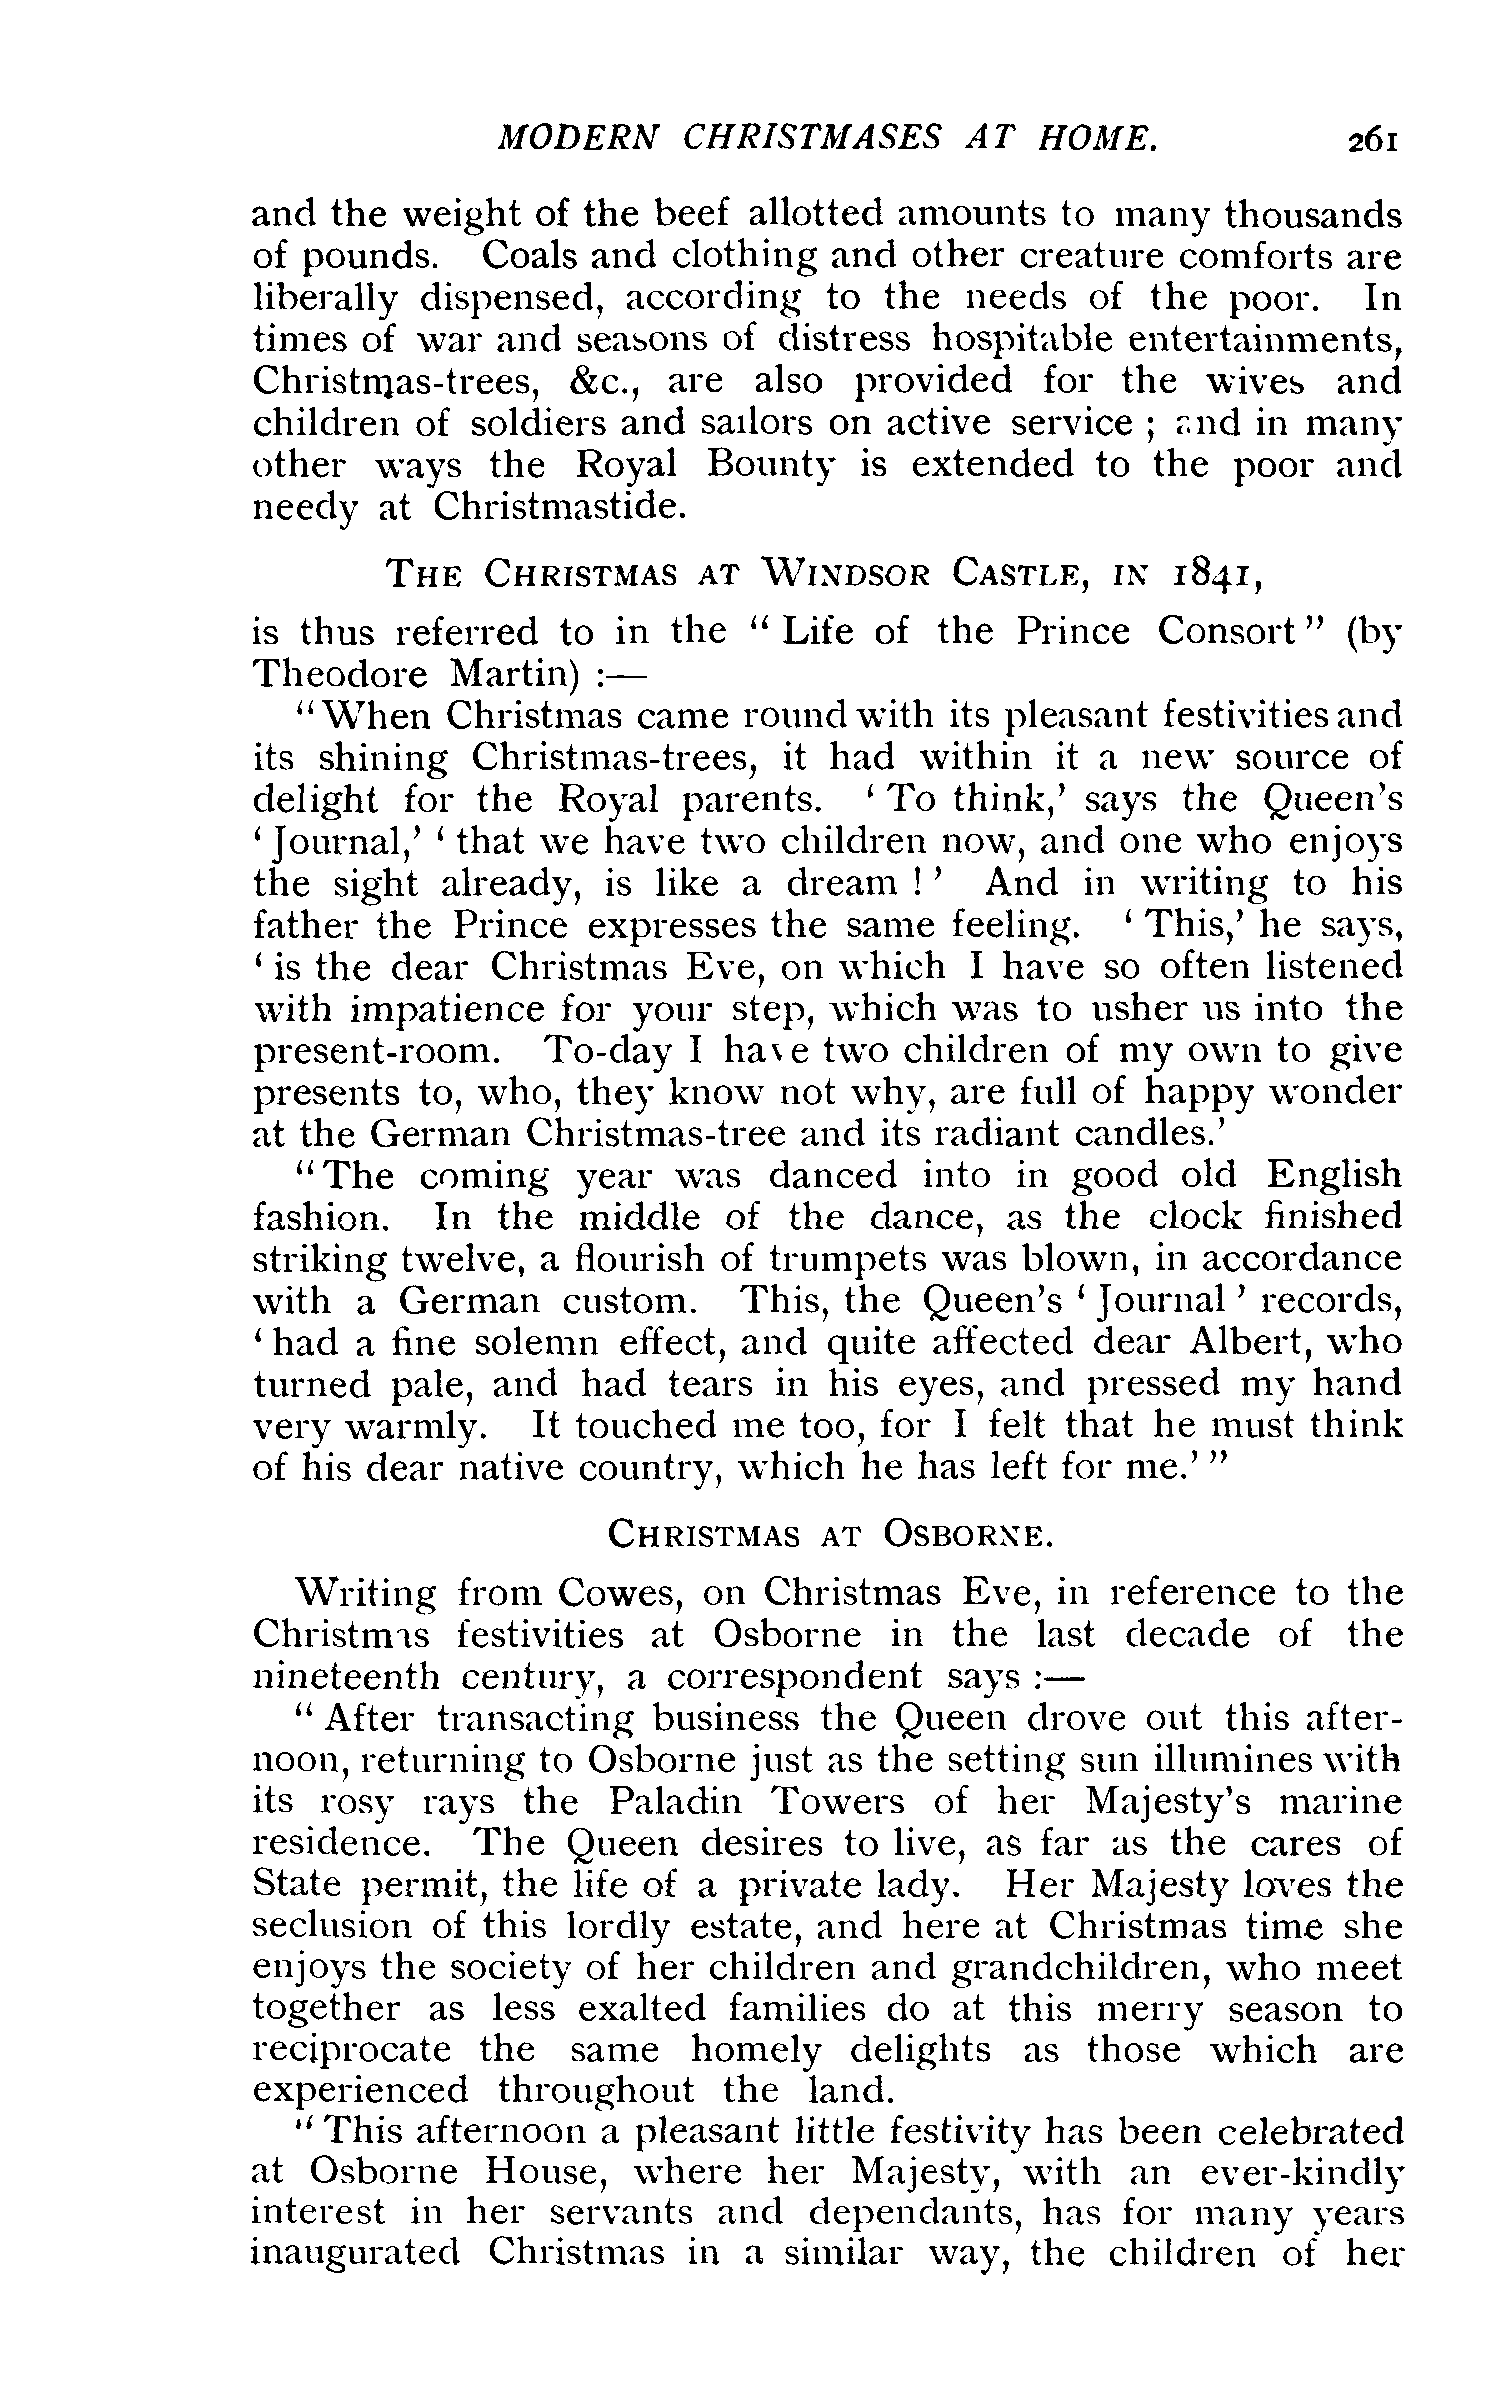 MODERN CHRISTMASES AT HOME. 261
and the weight of the beef allotted amounts to many thousands
of pounds. Coals and clothing and other creature comforts are
liberally dispensed, according to the needs of the poor. In
times of war and seasons of distress hospitable entertainments,
Christmas-trees, &c., are also provided for the wives and
children of soldiers and sailors on active service ; and in many
other ways the Royal Bounty is extended to the poor and
needy at Christmastide.
THE CHRISTMAS AT WINDSOR CASTLE, IN 1841,
is thus referred to in the “ Life of the Prince Consort ” (by
Theodore Martin) :—
“ When Christmas came round with its pleasant festivities and
its shining Christmas-trees, it had within it a new source of
delight for the Royal parents. ‘ To think,’ says the Queen’s
‘ Journal,’ ‘ that we have two children now, and one who enjoys
the sight already, is like a dream ! ’ And in writing to his
father the Prince expresses the same feeling. ‘ This,’ he says,
‘ is the dear Christmas Eve, on which I have so often listened
with impatience for your step, which was to usher us into the
present-room. To-day I have two children of my own to give
presents to, who, they know not why, are full of happy wonder
at the German Christmas-tree and its radiant candles.’
“ The coming year was danced into in good old English
fashion. In the middle of the dance, as the clock finished
striking twelve, a flourish of trumpets was blown, in accordance
with a German custom. This, the Queen’s ‘ Journal ’ records,
‘ had a fine solemn effect, and quite affected dear Albert, who
turned pale, and had tears in his eyes, and pressed my hand
very warmly. It touched me too, for I felt that he must think
of his dear native country, which he has left for me.’ ”
CHRISTMAS AT OSBORNE.
Writing from Cowes, on Christmas Eve, in reference to the
Christmas festivities at Osborne in the last decade of the
nineteenth century, a correspondent says :—
“ After transacting business the Queen drove out this after-
noon, returning to Osborne just as the setting sun illumines with
its rosy rays the Paladin Towers of her Majesty’s marine
residence. The Queen desires to live, as far as the cares of
State permit, the life of a private lady. Her Majesty loves the
seclusion of this lordly estate, and here at Christmas time she
enjoys the society of her children and grandchildren, who meet
together as less exalted families do at this merry season to
reciprocate the same homely delights as those which are
experienced throughout the land.
“ This afternoon a pleasant little festivity has been celebrated
at Osborne House, where her Majesty, with an ever-kindly
interest in her servants and dependants, has for many years
inaugurated Christmas in a similar way, the children of her